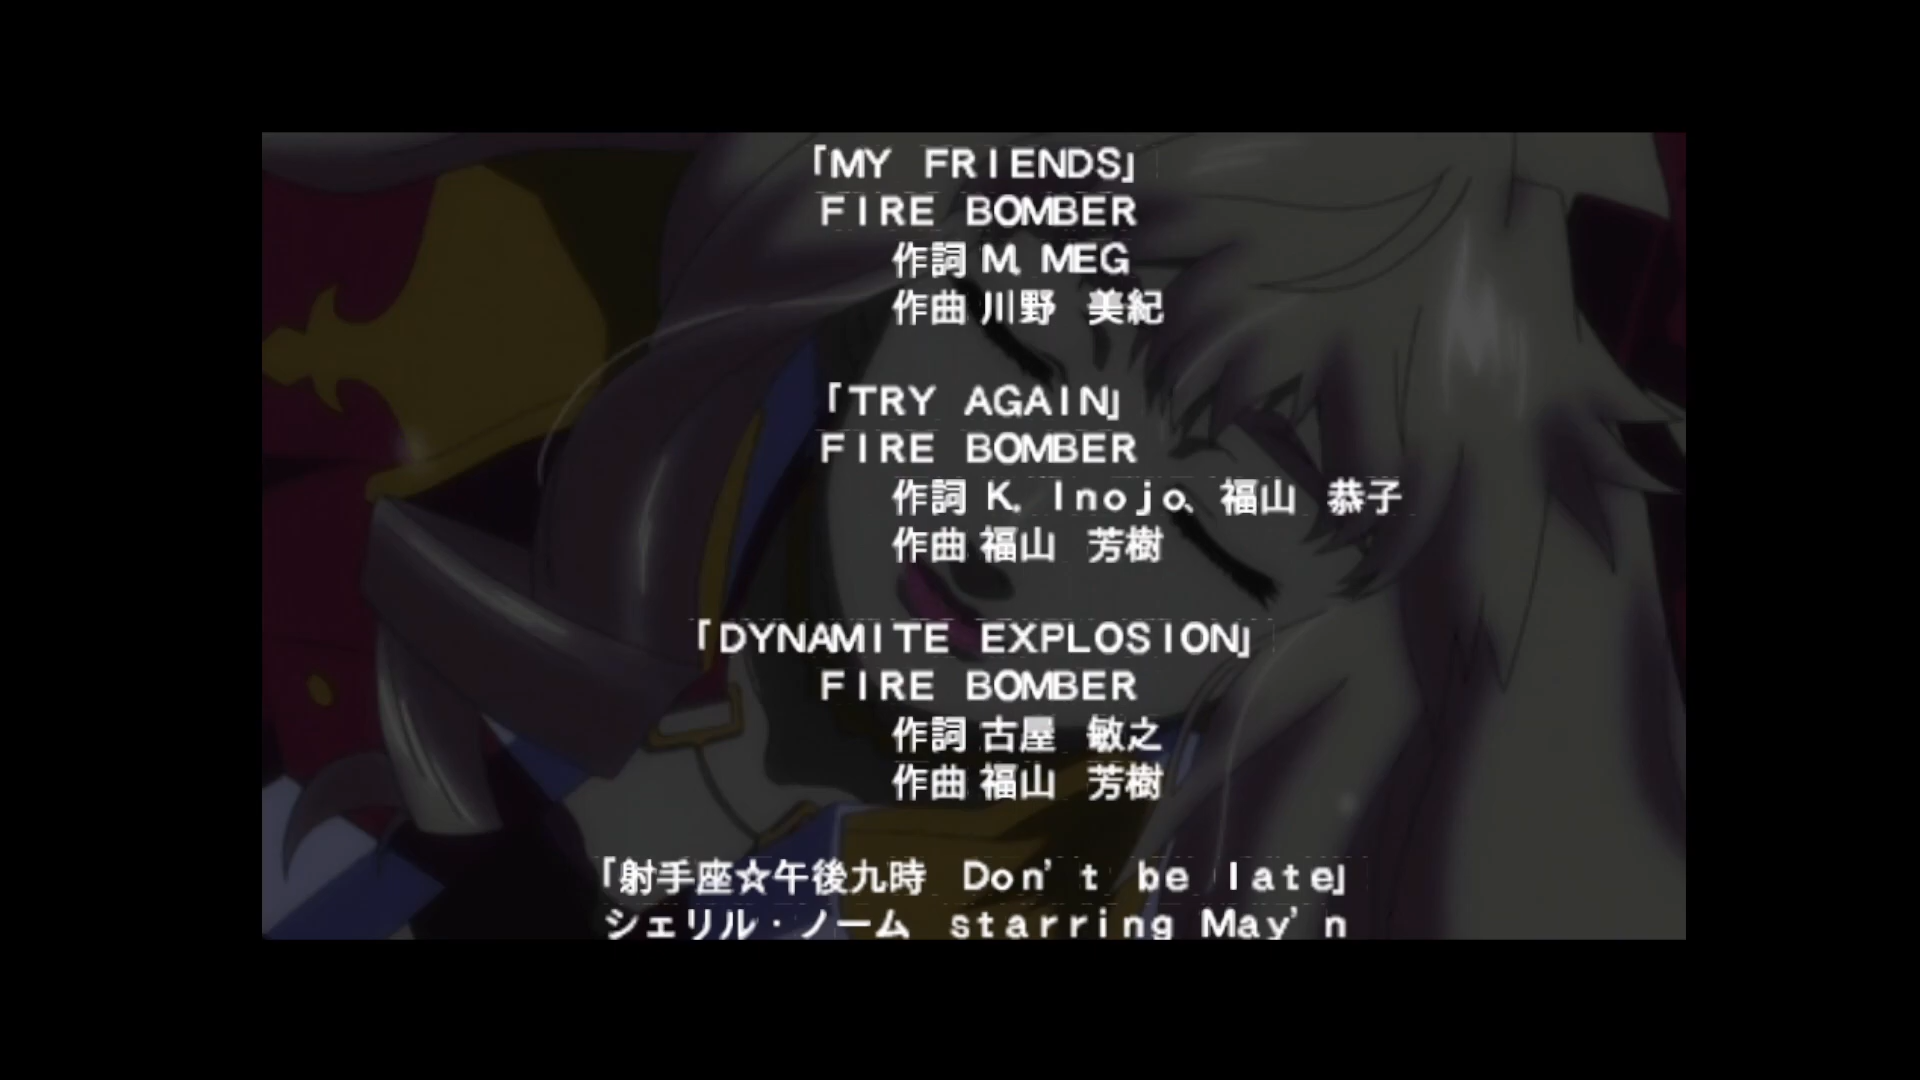 「MY FRIENDS」
FIRE BOMBER
作詞 M. MEG
作曲 川野 美紀
「TRY AGAIN」
FIRE BOMBER
作詞 K. Inojo、福山 恭子
作曲 福山 芳樹
「DYNAMITE EXPLOSION」
FIRE BOMBER
作詞 古屋 敏之
作曲 福山 芳樹
「射手座☆午後九時 Don't be late」
シェリル・ノーム starring May'n